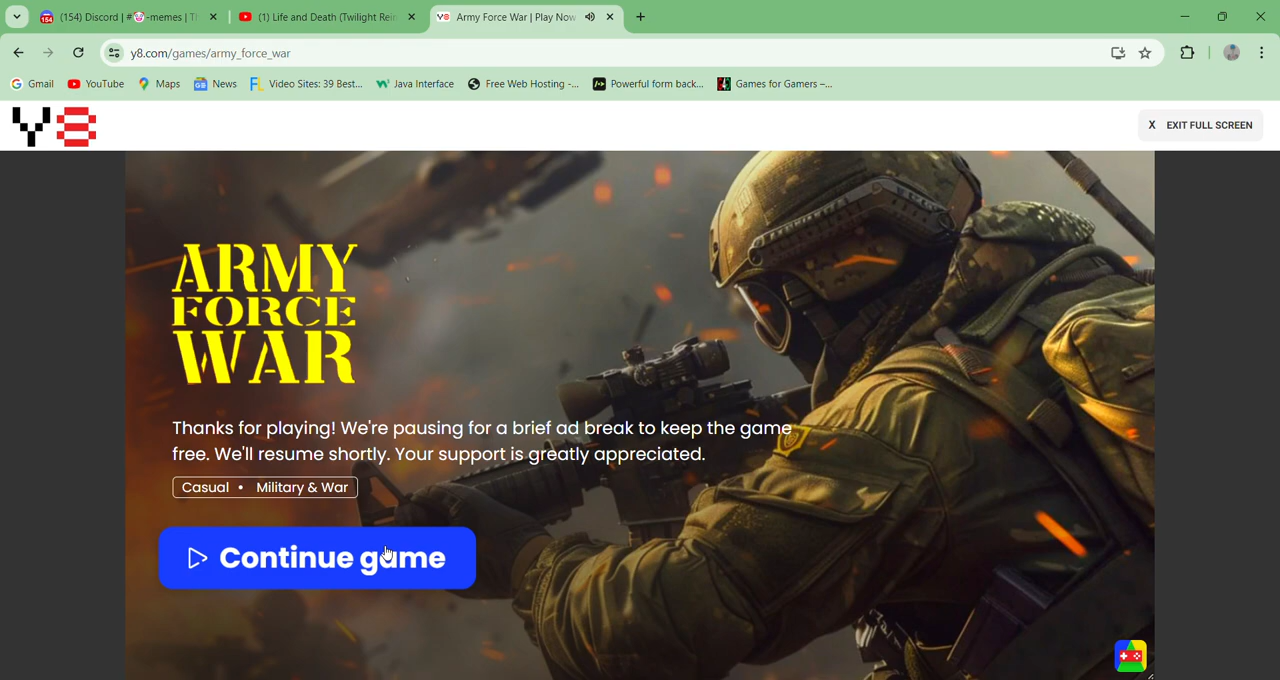 (154) Discord | #🤡-memes | Tl
(1) Life and Death (Twilight Rein
Army Force War | Play Now
y8.com/games/army_force_war
Gmail
YouTube
Maps
News
Video Sites: 39 Best...
Java Interface
Free Web Hosting -...
Powerful form back...
Games for Gamers –...
Y8
X EXIT FULL SCREEN
ARMY
FORCE
WAR
Thanks for playing! We're pausing for a brief ad break to keep the game
free. We'll resume shortly. Your support is greatly appreciated.
Casual • Military & War
Continue game